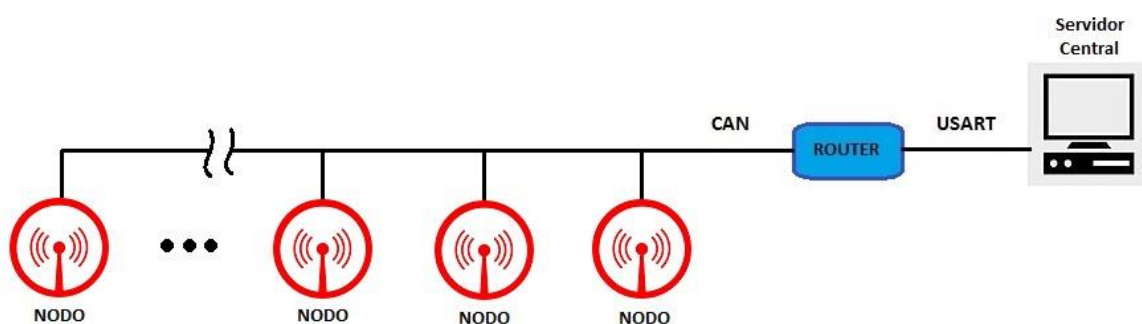 Servidor
Central
CAN
ROUTER
USART
NODO
NODO
NODO
NODO